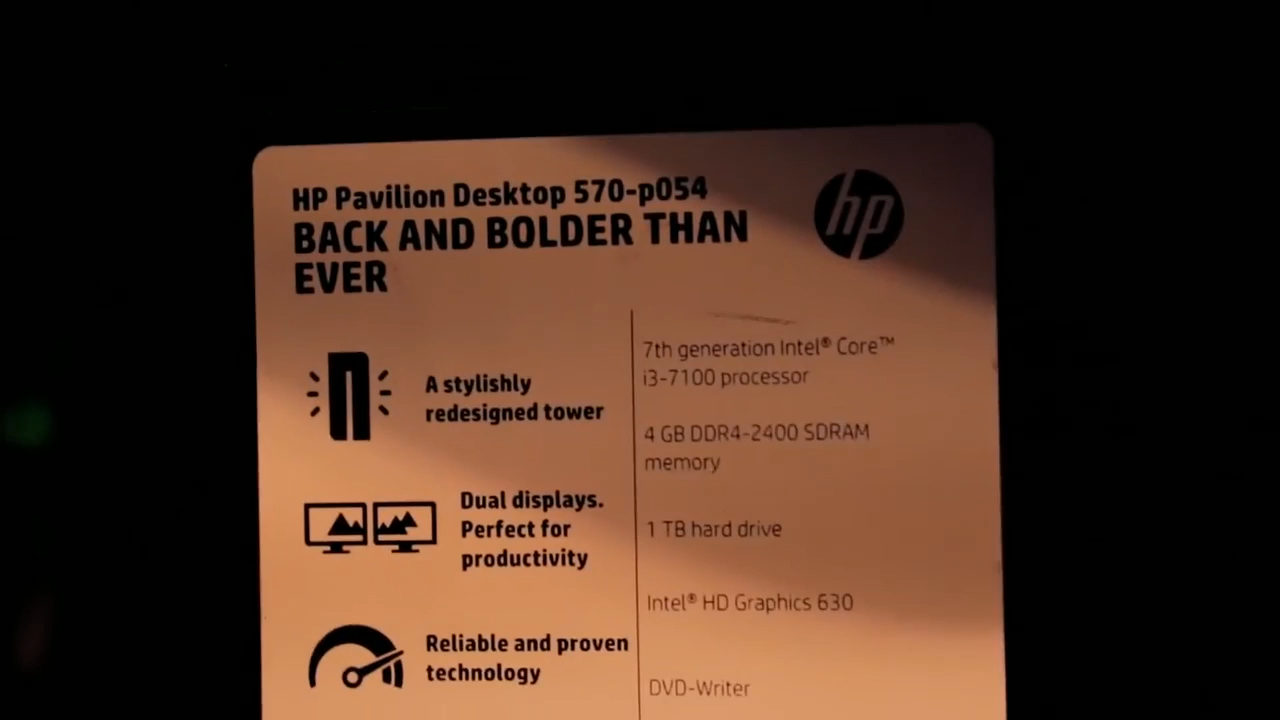 HP Pavilion Desktop 570-p054
BACK AND BOLDER THAN
EVER
hp
A stylishly
redesigned tower
Dual displays.
Perfect for
productivity
Reliable and proven
technology
7th generation Intel® Core™
i3-7100 processor
4 GB DDR4-2400 SDRAM
memory
1 TB hard drive
Intel® HD Graphics 630
DVD-Writer